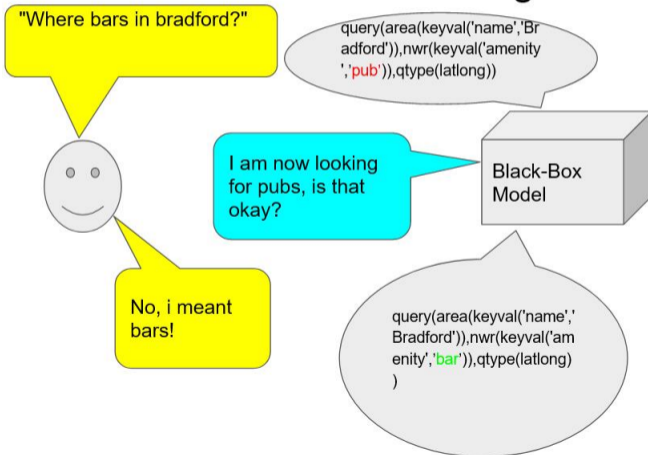 "Where bars in bradford?"
query(area(keyval('name','Br
adford')),nwr(keyval('amenity
','pub')),qtype(latlong))
I am now looking
for pubs, is that
okay?
Black-Box
Model
No, i meant
bars!
query(area(keyval('name','
Bradford')),nwr(keyval('am
enity','bar')),qtype(latlong)
)